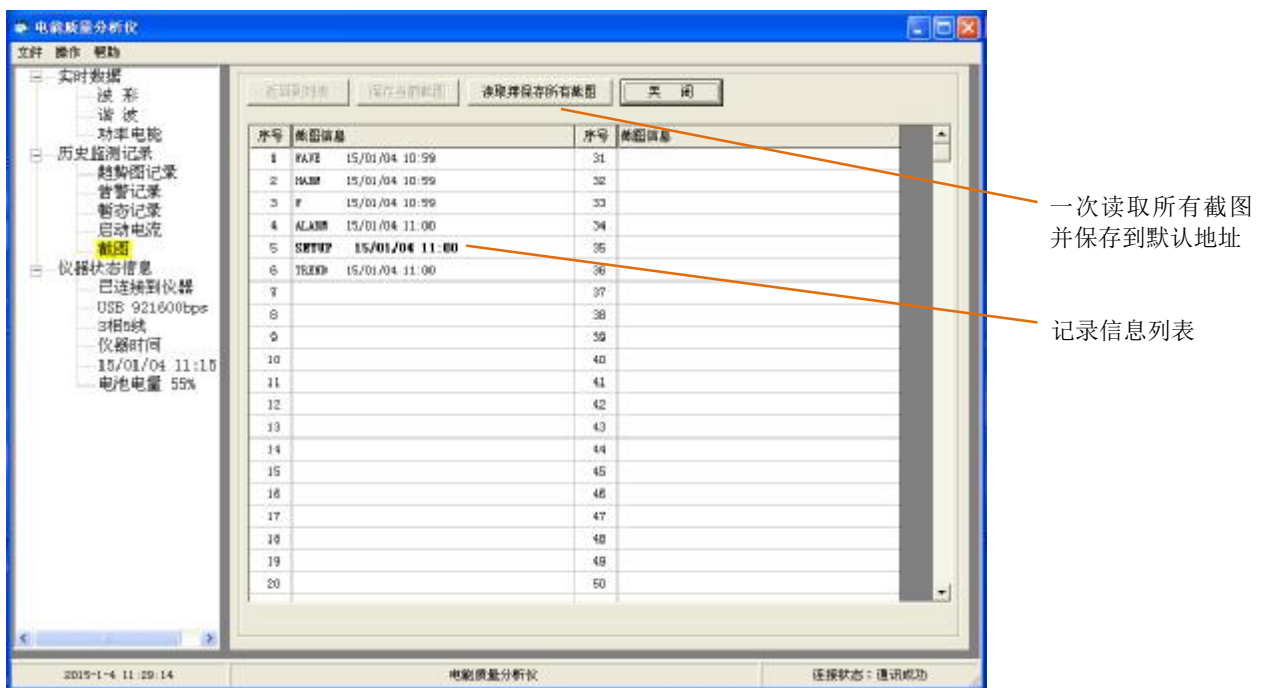 电能质量分析仪
文件 操作 帮助
实时数据
波 形
谐 波
功率电能
历史监测记录
趋势图记录
告警记录
暂态记录
启动电流
截图
仪器状态信息
已连接到仪器
USB 921600bps
3相5线
仪器时间
15/01/04 11:15
电池电量 55%
返回到列表 保存当前截图 读取并保存所有截图 关 闭
序号 截图信息 序号 截图信息
1 WAVE 15/01/04 10:59 31
2 HARM 15/01/04 10:59 32
3 P 15/01/04 10:59 33
4 ALARM 15/01/04 11:00 34
5 SETUP 15/01/04 11:00 35
6 TREND 15/01/04 11:00 36
7 37
8 38
9 39
10 40
11 41
12 42
13 43
14 44
15 45
16 46
17 47
18 48
19 49
20 50
一次读取所有截图
并保存到默认地址
记录信息列表
2015-1-4 11:29:14 电能质量分析仪 连接状态：通讯成功